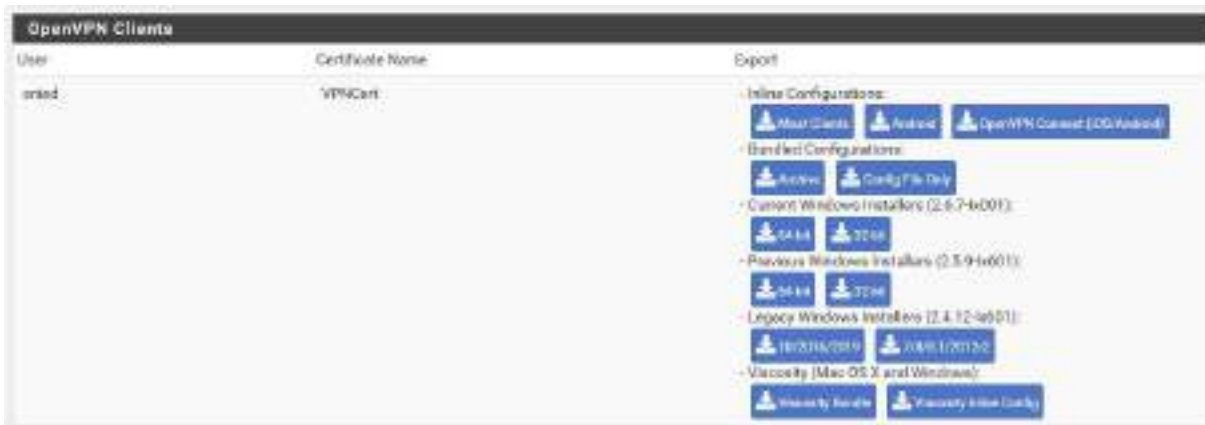 OpenVPN Clients
User Certificate Name Export
VPNCert
- Inline Configurations:
Most Clients Android OpenVPN Connect (iOS/Android)
- Bundled Configurations:
Archive Config File Only
- Current Windows Installers (2.6.7-Ix001):
64-bit 32-bit
- Previous Windows Installers (2.5.9-Ix601):
64-bit 32-bit
- Legacy Windows Installers (2.4.12-Ix601):
10/2016/2019 7/8/8.1/2012r2
- Viscosity (Mac OS X and Windows):
Viscosity Bundle Viscosity Inline Config